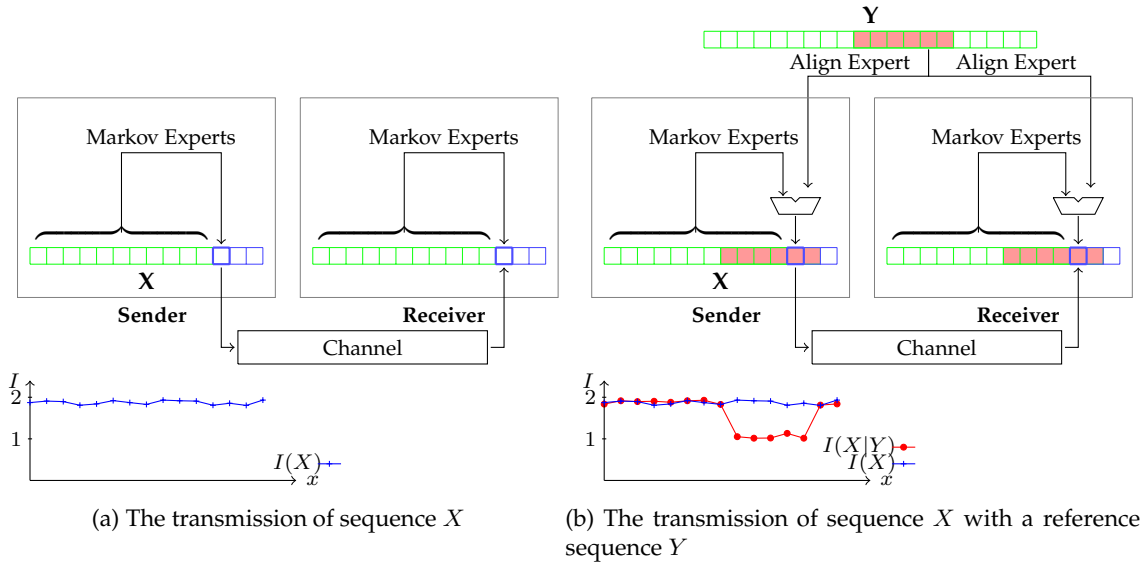 Y
Align Expert Align Expert
Markov Experts
Markov Experts
Markov Experts
Markov Experts
X
X
Sender
Receiver
Sender
Receiver
Channel
Channel
I
2
1
I(X)
x
I
2
1
I(X|Y)
I(X)
x
(a) The transmission of sequence X
(b) The transmission of sequence X with a reference
sequence Y